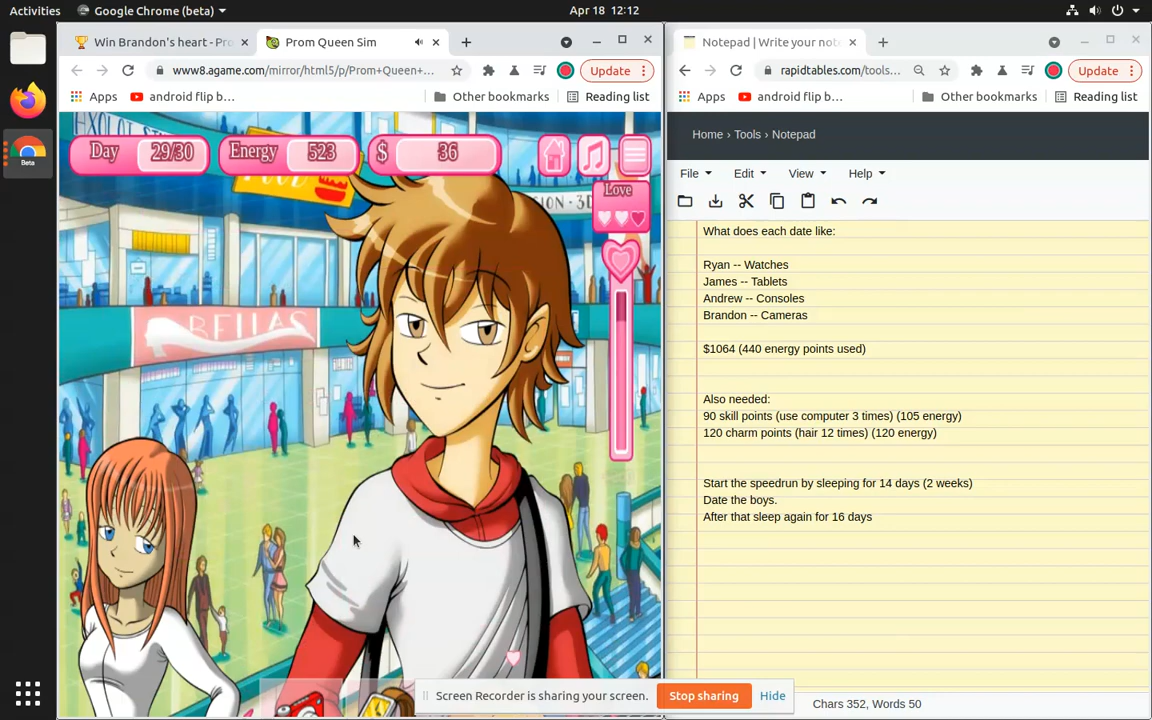 Activities
Google Chrome (beta)
Apr 18 12:12
Win Brandon's heart - Pro
Prom Queen Sim
Notepad | Write your note
www8.agame.com/mirror/html5/p/Prom+Queen+...
Update
rapidtables.com/tools...
Update
Apps
android flip b...
Other bookmarks
Reading list
Apps
android flip b...
Other bookmarks
Reading list
Beta
Day 29/30
Energy 523
$ 36
Love
BELLAS
Home › Tools › Notepad
File
Edit
View
Help
What does each date like:
Ryan -- Watches
James -- Tablets
Andrew -- Consoles
Brandon -- Cameras
$1064 (440 energy points used)
Also needed:
90 skill points (use computer 3 times) (105 energy)
120 charm points (hair 12 times) (120 energy)
Start the speedrun by sleeping for 14 days (2 weeks)
Date the boys.
After that sleep again for 16 days
Screen Recorder is sharing your screen.
Stop sharing
Hide
Chars 352, Words 50